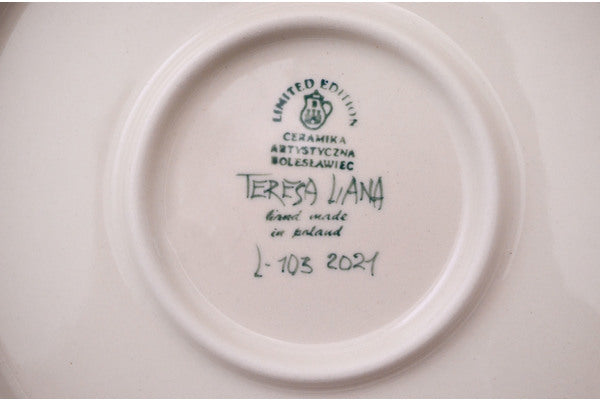 LIMITED EDITION
CERAMIKA
ARTYSTYCZNA
BOLESŁAWIEC
TERESA LIANA
hand made
in poland
L-103 2021